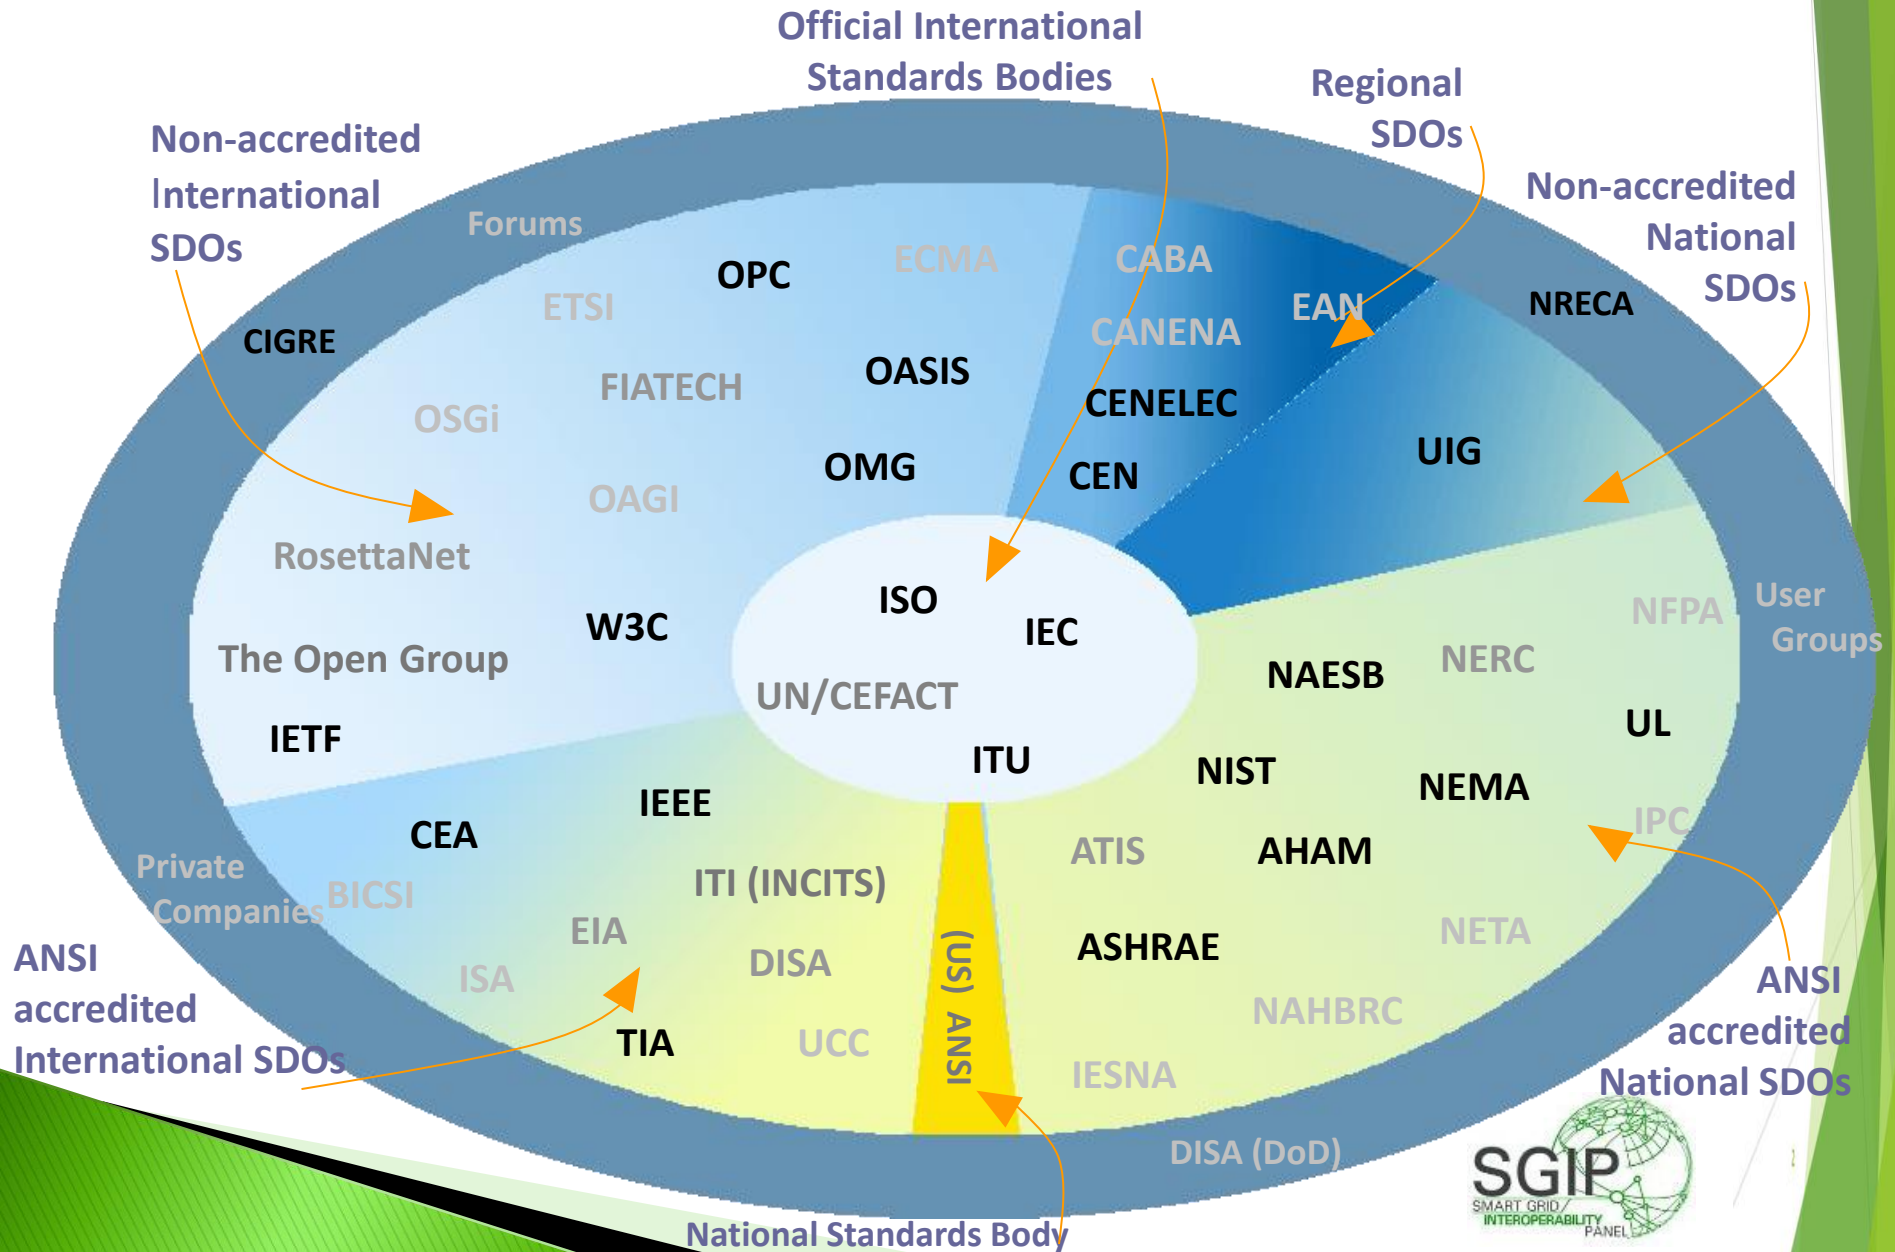 Official International
Standards Bodies
Regional
SDOs
Non-accredited
International
SDOs
Non-accredited
National
SDOs
Forums
OPC
ECMA
CABA
ETSI
EAN
NRECA
CIGRE
CANENA
OASIS
FIATECH
CENELEC
OSGi
UIG
OMG
CEN
OAGI
RosettaNet
ISO
W3C
IEC
NFPA
User
Groups
The Open Group
NERC
NAESB
UN/CEFACT
IETF
UL
ITU
NIST
NEMA
IEEE
CEA
IPC
ATIS
AHAM
Private
Companies
ITI (INCITS)
BICSI
EIA
NETA
ASHRAE
DISA
ISA
(US) ANSI
ANSI
accredited
International SDOs
ANSI
accredited
National SDOs
NAHBRC
TIA
UCC
IESNA
DISA (DoD)
SGIP
SMART GRID/
INTEROPERABILITY
PANEL
2
National Standards Body